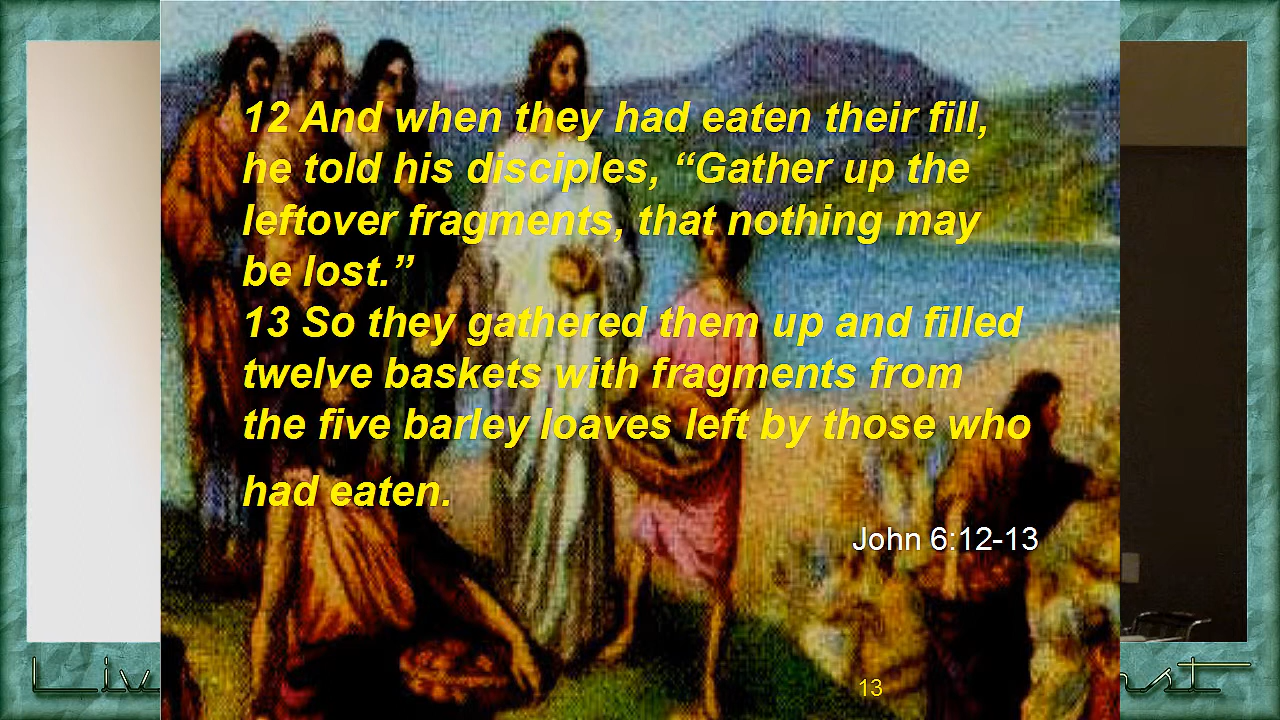 12 And when they had eaten their fill,
he told his disciples, “Gather up the
leftover fragments, that nothing may
be lost.”
13 So they gathered them up and filled
twelve baskets with fragments from
the five barley loaves left by those who
had eaten.
John 6:12-13
13